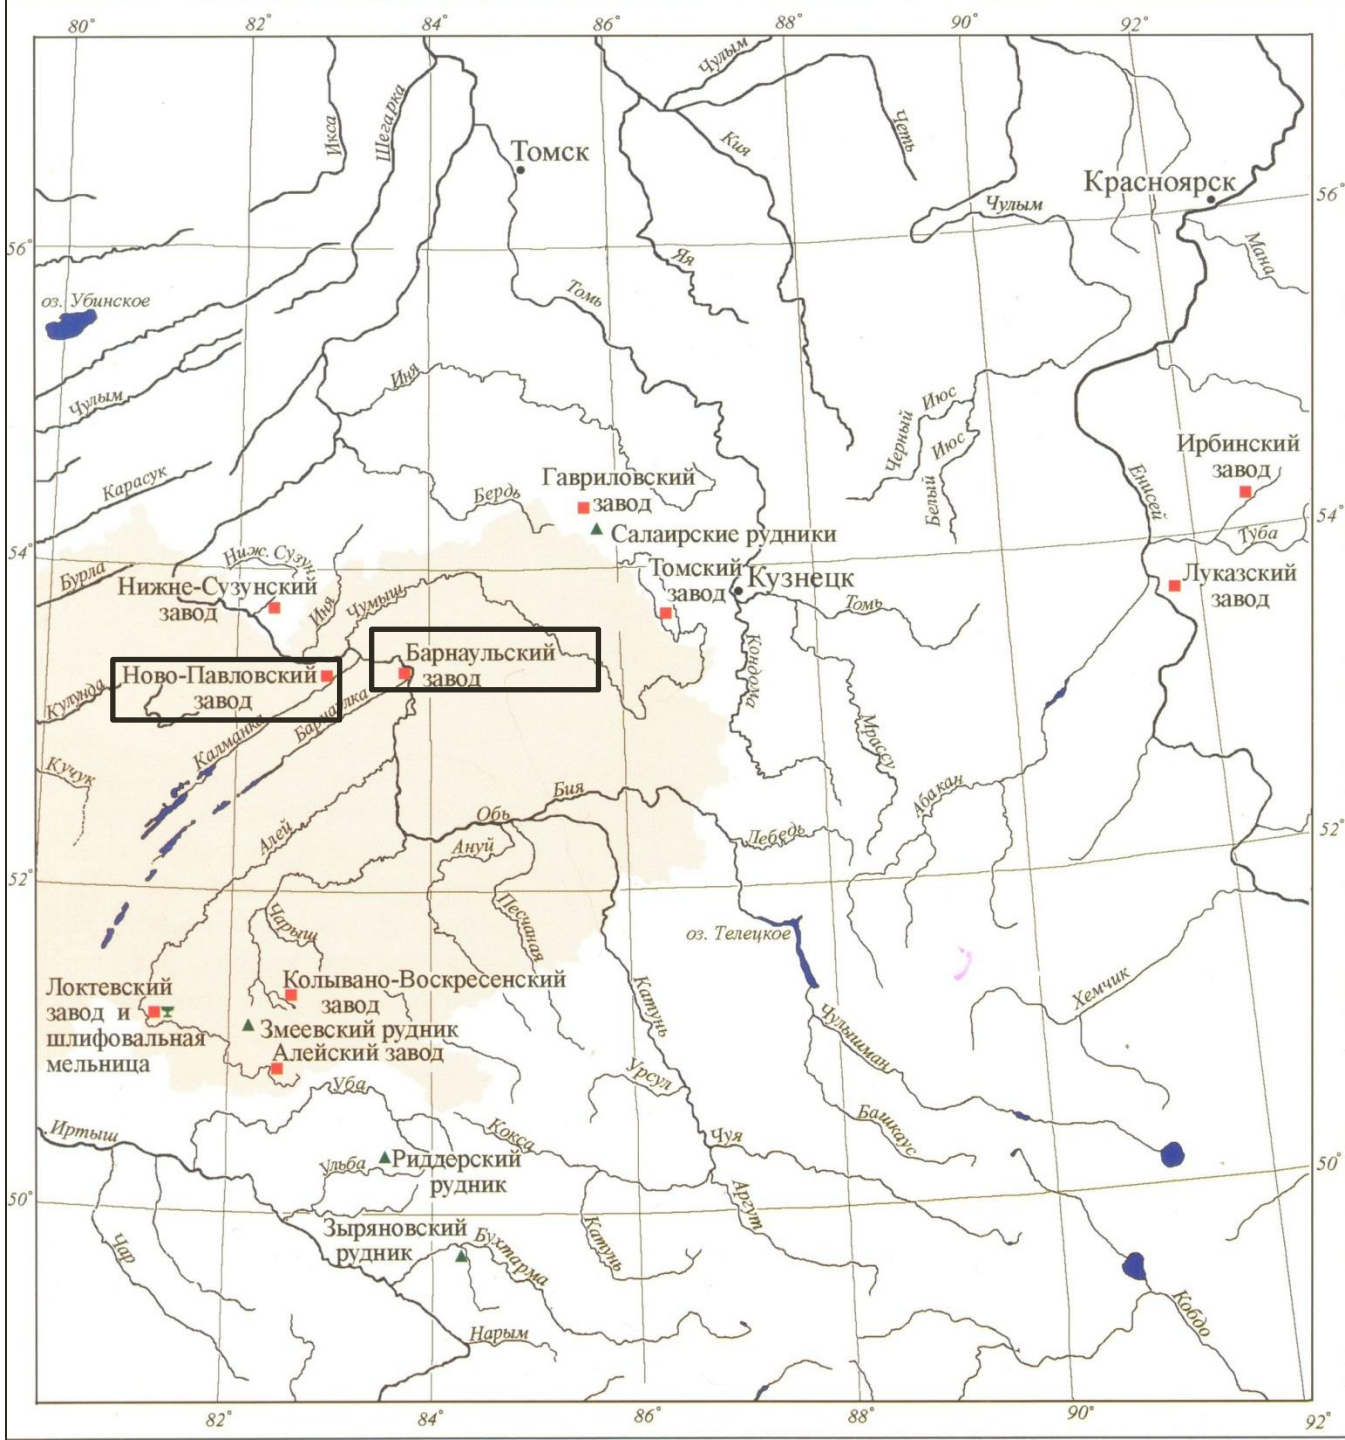 80°
82°
84°
86°
88°
90°
92°
Чулым
Икса
Шегарка
Кия
Четь
Томск
Красноярск
56°
Чулым
Мана
56°
Яя
оз. Убинское
Томь
Иня
Чулым
Июс
Черный
Июс
Белый
Ирбинский
завод
Енисей
Карасук
Бердь
Гавриловский
завод
Салаирские рудники
54°
Туба
54°
Ниж. Сузун
Бурла
Нижне-Сузунский
завод
Иня
Чумыш
Томский
завод
Кузнецк
Томь
Луказский
завод
Барнаульский
завод
Ново-Павловский
завод
Кулунда
Калманка
Барнаулка
Кондома
Мрассу
Кучук
Абакан
Бия
Обь
Алей
Ануй
Лебедь
52°
52°
Чарыш
Песчаная
оз. Телецкое
Локтевский
завод и
шлифовальная
мельница
Колывано-Воскресенский
завод
Змеевский рудник
Алейский завод
Катунь
Хемчик
Чулышман
Уба
Урсул
Башкаус
Иртыш
Кокса
Чуя
Ульба
Риддерский
рудник
50°
50°
Аргут
Зыряновский
рудник
Бухтарма
Катунь
Чар
Кобдо
Нарым
82°
84°
86°
88°
90°
92°